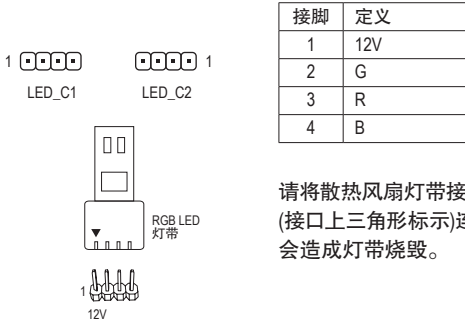 1
1
LED_C1
LED_C2
RGB LED
灯带
1
12V
接脚 定义
1 12V
2 G
3 R
4 B
请将散热风扇灯带接
(接口上三角形标示)连
会造成灯带烧毁。